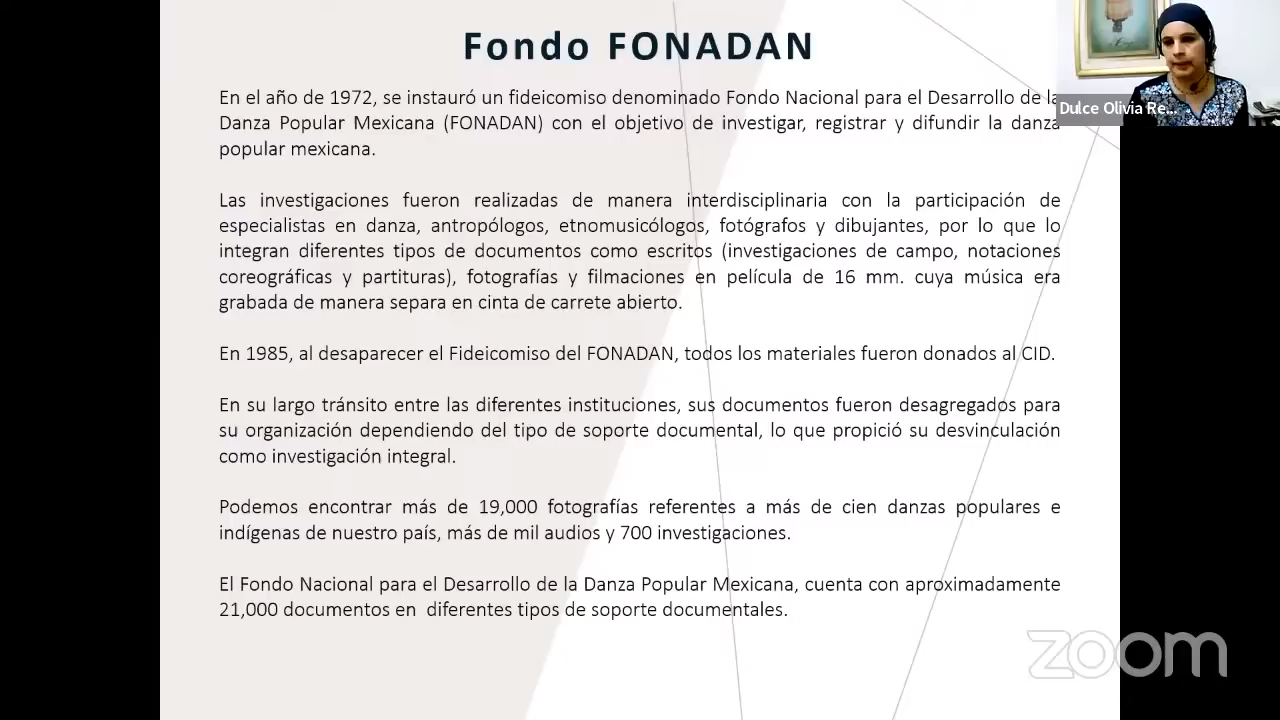 Fondo FONADAN
En el año de 1972, se instauró un fideicomiso denominado Fondo Nacional para el Desarrollo de la
Danza Popular Mexicana (FONADAN) con el objetivo de investigar, registrar y difundir la danza
popular mexicana.
Las investigaciones fueron realizadas de manera interdisciplinaria con la participación de
especialistas en danza, antropólogos, etnomusicólogos, fotógrafos y dibujantes, por lo que lo
integran diferentes tipos de documentos como escritos (investigaciones de campo, notaciones
coreográficas y partituras), fotografías y filmaciones en película de 16 mm. cuya música era
grabada de manera separa en cinta de carrete abierto.
En 1985, al desaparecer el Fideicomiso del FONADAN, todos los materiales fueron donados al CID.
En su largo tránsito entre las diferentes instituciones, sus documentos fueron desagregados para
su organización dependiendo del tipo de soporte documental, lo que propició su desvinculación
como investigación integral.
Podemos encontrar más de 19,000 fotografías referentes a más de cien danzas populares e
indígenas de nuestro país, más de mil audios y 700 investigaciones.
El Fondo Nacional para el Desarrollo de la Danza Popular Mexicana, cuenta con aproximadamente
21,000 documentos en  diferentes tipos de soporte documentales.
Dulce Olivia Re...
zoom